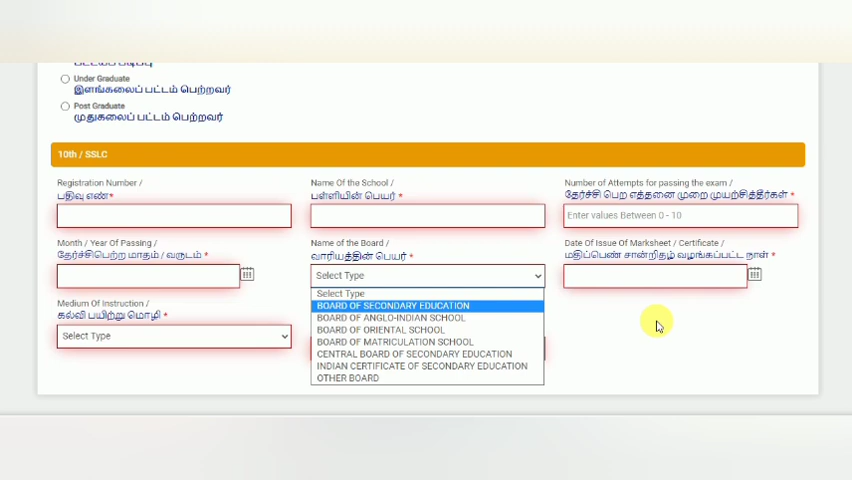 Under Graduate
இளங்கலைப் பட்டம் பெற்றவர்
Post Graduate
முதுகலைப் பட்டம் பெற்றவர்
10th / SSLC
Registration Number /
பதிவு எண்*
Name Of the School /
பள்ளியின் பெயர் *
Number of Attempts for passing the exam /
தேர்ச்சி பெற எத்தனை முறை முயற்சித்தீர்கள் *
Enter values Between 0 - 10
Month / Year Of Passing /
தேர்ச்சிபெற்ற மாதம் / வருடம் *
Name of the Board /
வாரியத்தின் பெயர் *
Select Type
Date Of Issue Of Marksheet / Certificate /
மதிப்பெண் சான்றிதழ் வழங்கப்பட்ட நாள் *
Medium Of Instruction /
கல்வி பயிற்று மொழி *
Select Type
Select Type
BOARD OF SECONDARY EDUCATION
BOARD OF ANGLO-INDIAN SCHOOL
BOARD OF ORIENTAL SCHOOL
BOARD OF MATRICULATION SCHOOL
CENTRAL BOARD OF SECONDARY EDUCATION
INDIAN CERTIFICATE OF SECONDARY EDUCATION
OTHER BOARD